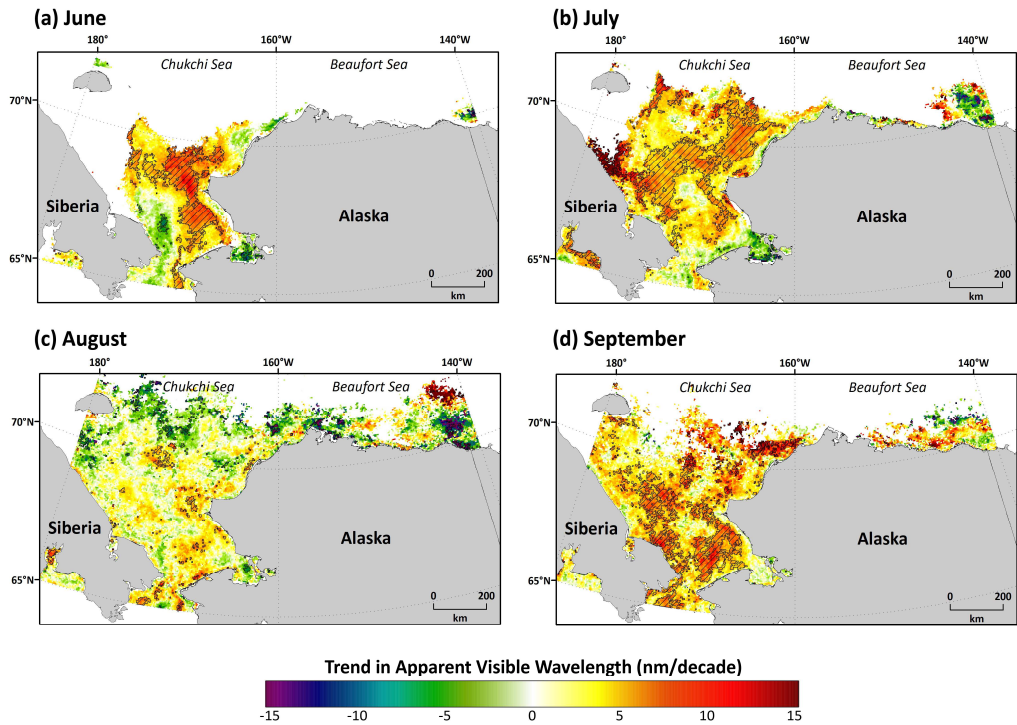 (a) June
180°
160°W
140°W
Chukchi Sea
Beaufort Sea
70°N
65°N
Siberia
Alaska
0
200
km
(b) July
180°
160°W
140°W
Chukchi Sea
Beaufort Sea
70°N
65°N
Siberia
Alaska
0
200
km
(c) August
180°
160°W
140°W
Chukchi Sea
Beaufort Sea
70°N
65°N
Siberia
Alaska
0
200
km
(d) September
180°
160°W
140°W
Chukchi Sea
Beaufort Sea
70°N
65°N
Siberia
Alaska
0
200
km
Trend in Apparent Visible Wavelength (nm/decade)
-15
-10
-5
0
5
10
15